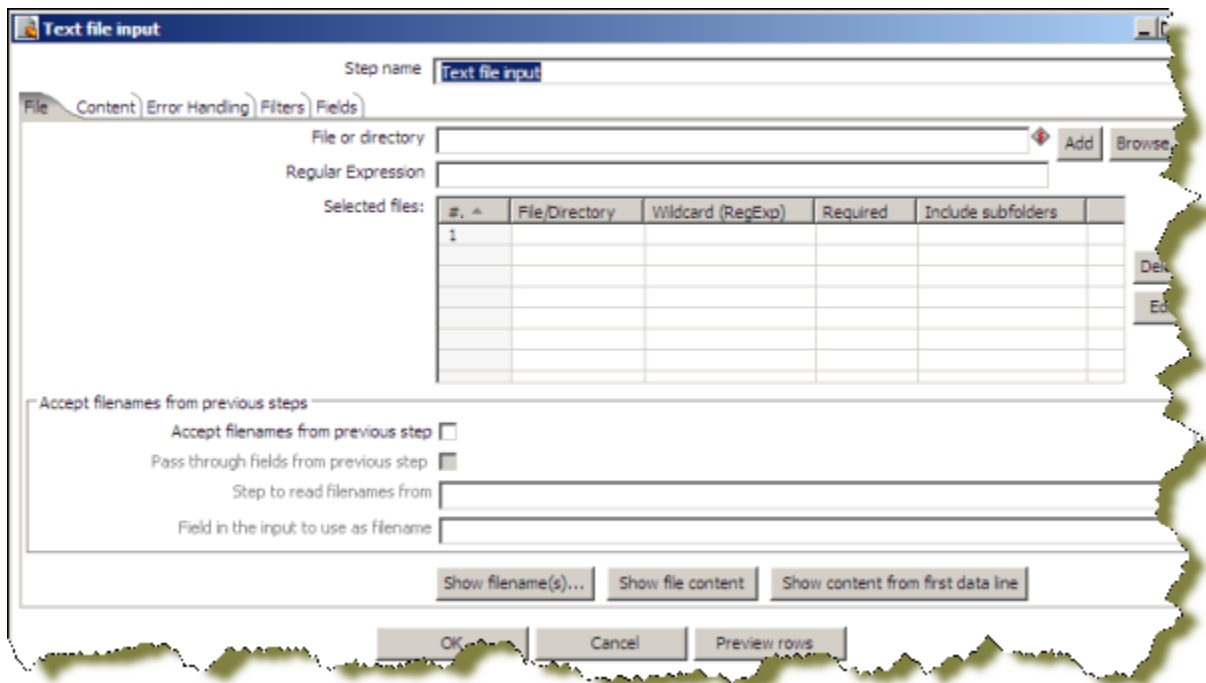 Text file input
Step name Text file input
File Content Error Handling Filters Fields
File or directory Add Browse
Regular Expression
Selected files: #. File/Directory Wildcard (RegExp) Required Include subfolders
1
Accept filenames from previous steps
Accept filenames from previous step
Pass through fields from previous step
Step to read filenames from
Field in the input to use as filename
Show filename(s)... Show file content Show content from first data line
OK Cancel Preview rows